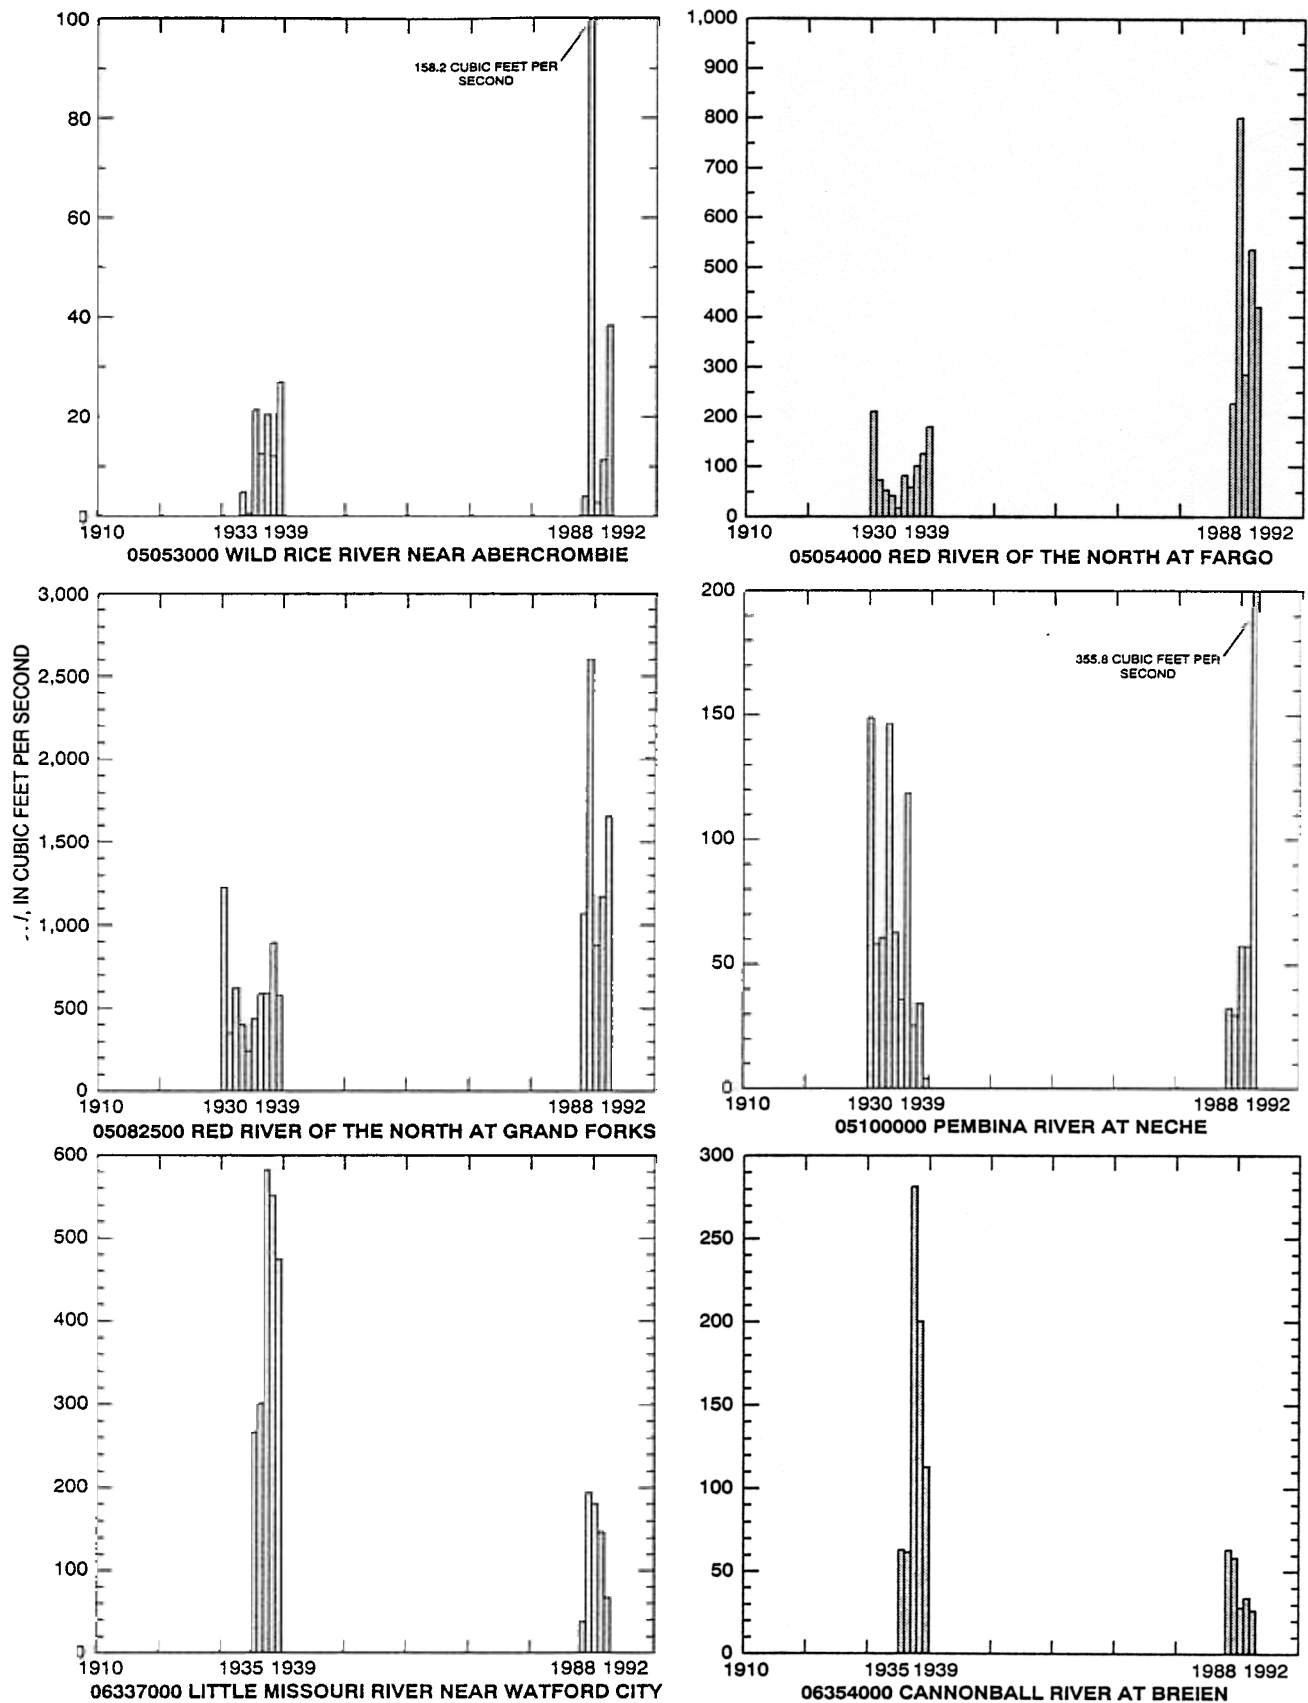 100
80
60
40
20
0
158.2 CUBIC FEET PER
SECOND
1910 1933 1939 1988 1992
05053000 WILD RICE RIVER NEAR ABERCROMBIE
1,000
900
800
700
600
500
400
300
200
100
0
1910 1930 1939 1988 1992
05054000 RED RIVER OF THE NORTH AT FARGO
IN CUBIC FEET PER SECOND
3,000
2,500
2,000
1,500
1,000
500
0
1910 1930 1939 1988 1992
05082500 RED RIVER OF THE NORTH AT GRAND FORKS
200
150
100
50
0
355.8 CUBIC FEET PER
SECOND
1910 1930 1939 1988 1992
05100000 PEMBINA RIVER AT NECHE
600
500
400
300
200
100
0
1910 1935 1939 1988 1992
06337000 LITTLE MISSOURI RIVER NEAR WATFORD CITY
300
250
200
150
100
50
0
1910 1935 1939 1988 1992
06354000 CANNONBALL RIVER AT BREIEN